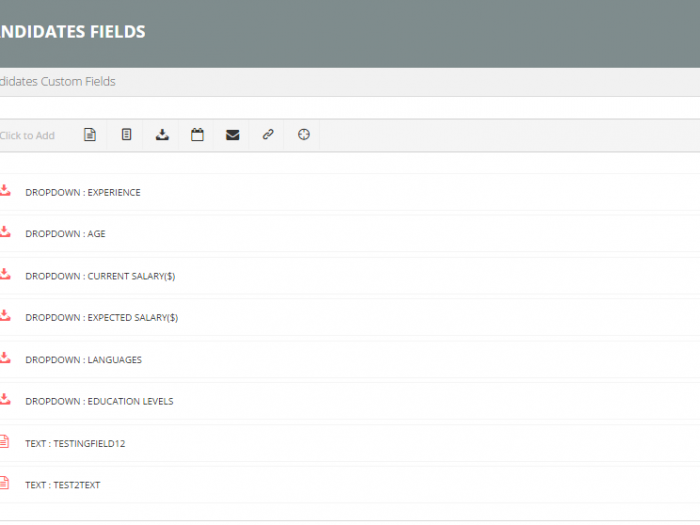 NDIDATES FIELDS
didates Custom Fields
Click to Add
DROPDOWN : EXPERIENCE
DROPDOWN : AGE
DROPDOWN : CURRENT SALARY($)
DROPDOWN : EXPECTED SALARY($)
DROPDOWN : LANGUAGES
DROPDOWN : EDUCATION LEVELS
TEXT : TESTINGFIELD12
TEXT : TEST2TEXT